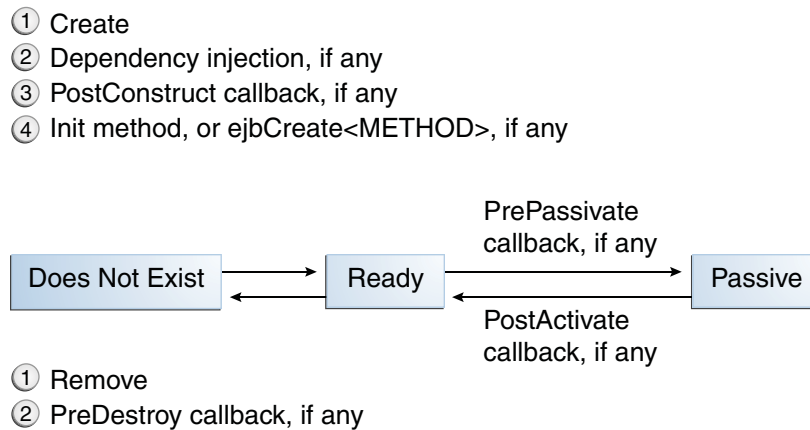 1 Create
2 Dependency injection, if any
3 PostConstruct callback, if any
4 Init method, or ejbCreate<METHOD>, if any
PrePassivate
callback, if any
Does Not Exist
Ready
Passive
PostActivate
callback, if any
1 Remove
2 PreDestroy callback, if any